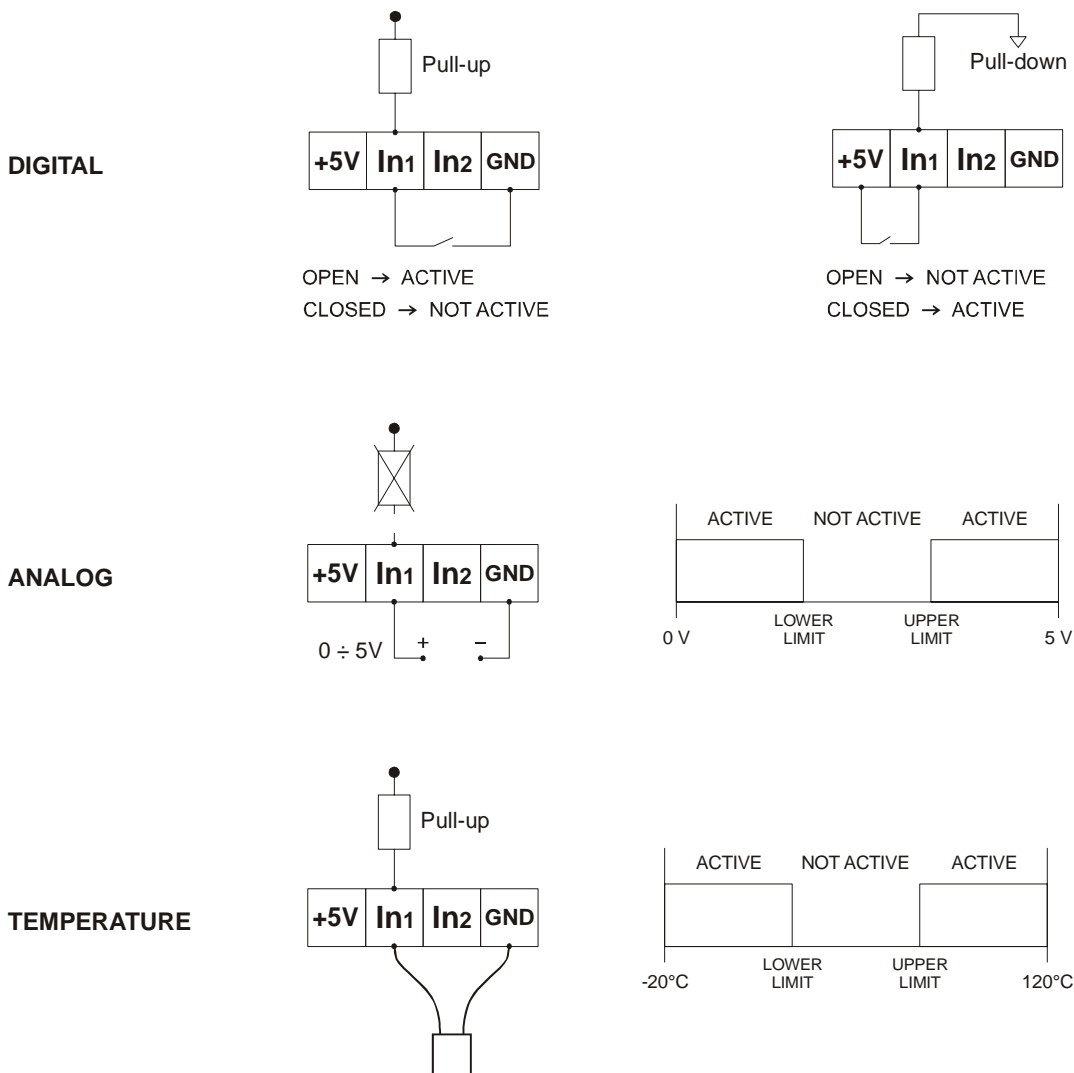 Pull-up
Pull-down
DIGITAL
+5V In1 In2 GND
+5V In1 In2 GND
OPEN → ACTIVE
CLOSED → NOT ACTIVE
OPEN → NOT ACTIVE
CLOSED → ACTIVE
ANALOG
+5V In1 In2 GND
0 ÷ 5V + −
ACTIVE NOT ACTIVE ACTIVE
0 V
LOWER
LIMIT
UPPER
LIMIT
5 V
Pull-up
TEMPERATURE
+5V In1 In2 GND
ACTIVE NOT ACTIVE ACTIVE
-20°C
LOWER
LIMIT
UPPER
LIMIT
120°C